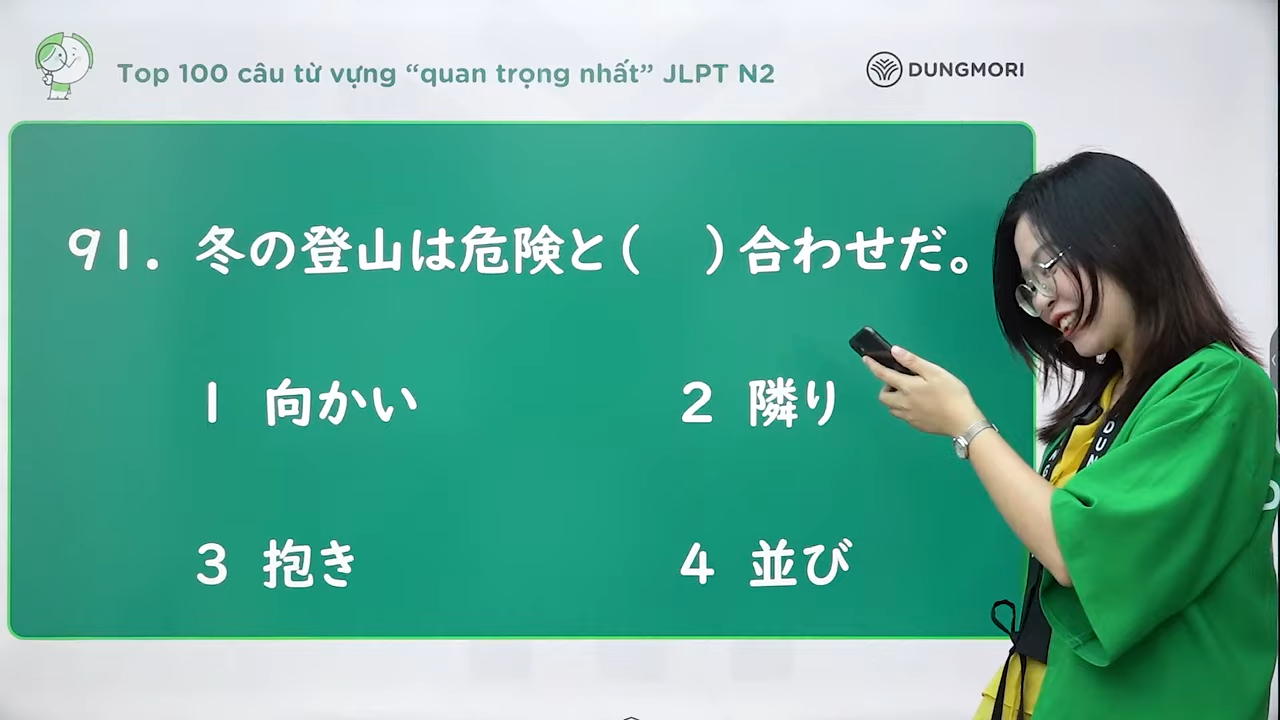 Top 100 câu từ vựng “quan trọng nhất” JLPT N2
DUNGMORI
91. 冬の登山は危険と( )合わせだ。
1 向かい
2 隣り
3 抱き
4 並び
DUN